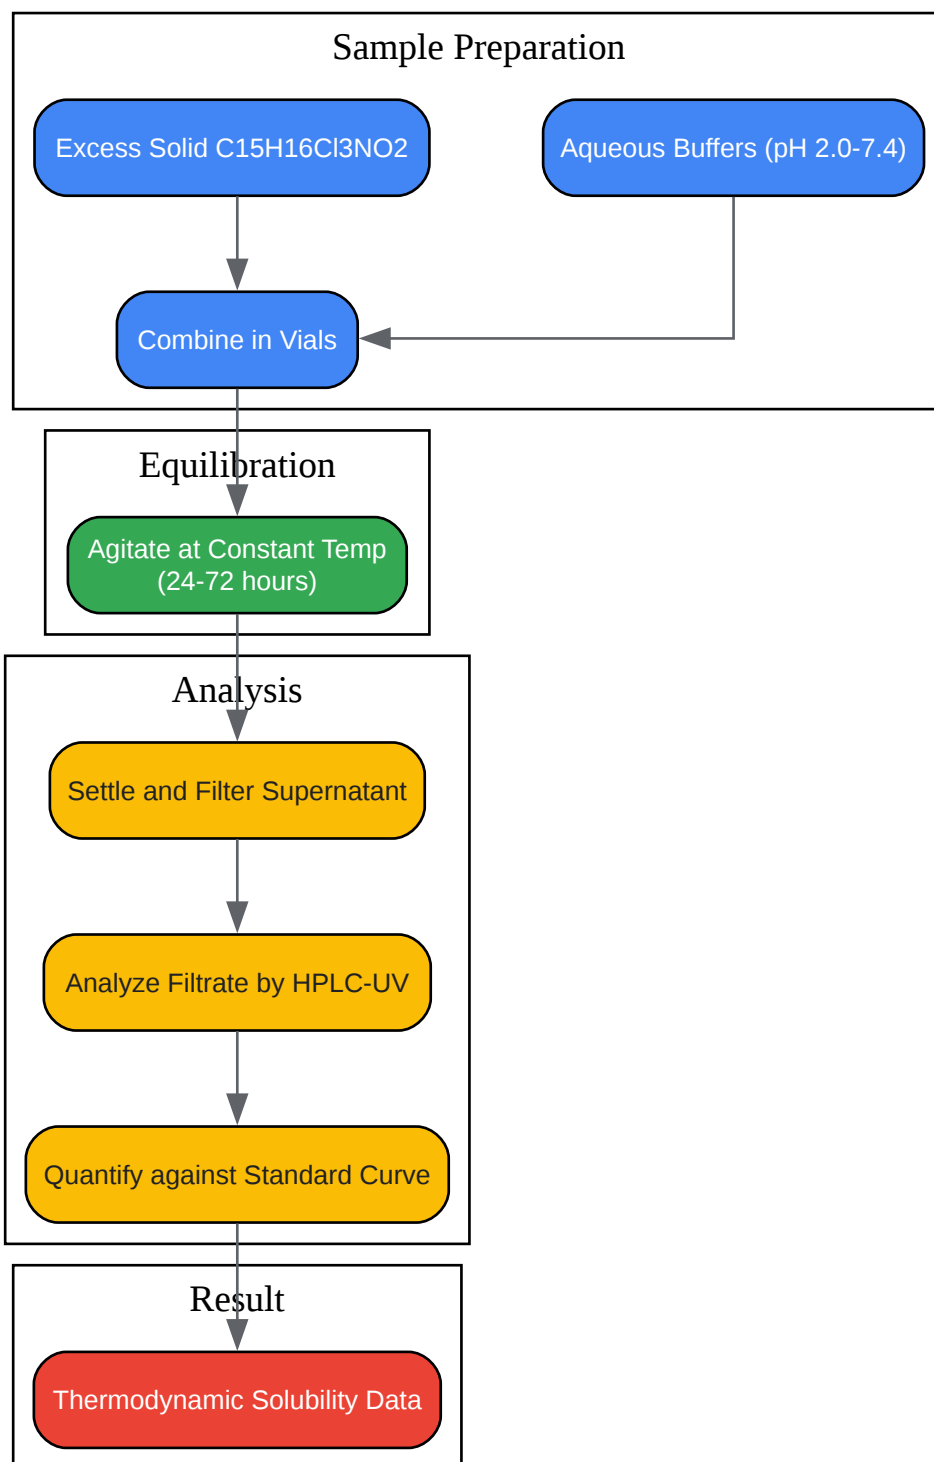 Sample Preparation
Excess Solid C15H16Cl3NO2
Aqueous Buffers (pH 2.0-7.4)
Combine in Vials
Equilibration
Agitate at Constant Temp
(24-72 hours)
Analysis
Settle and Filter Supernatant
Analyze Filtrate by HPLC-UV
Quantify against Standard Curve
Result
Thermodynamic Solubility Data